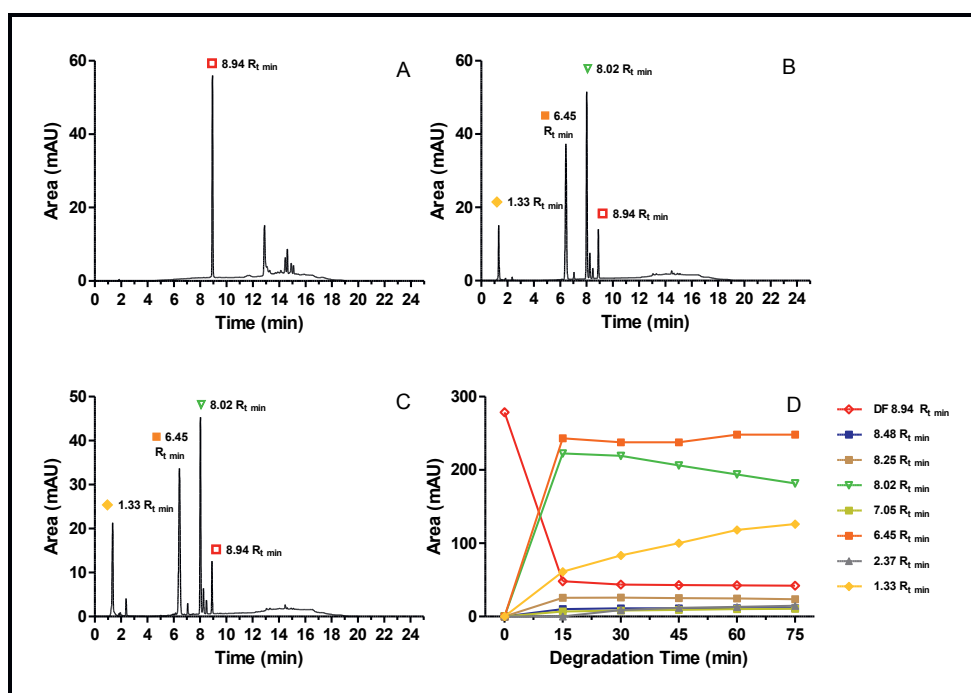 A
8.94 Rt min
Area (mAU)
60
40
20
0
0 2 4 6 8 10 12 14 16 18 20 22 24
Time (min)
B
8.02 Rt min
6.45
Rt min
1.33 Rt min
8.94 Rt min
Area (mAU)
60
40
20
0
0 2 4 6 8 10 12 14 16 18 20 22 24
Time (min)
C
8.02 Rt min
6.45
Rt min
1.33 Rt min
8.94 Rt min
Area (mAU)
50
40
30
20
10
0
0 2 4 6 8 10 12 14 16 18 20 22 24
Time (min)
D
Area (mAU)
300
200
100
0
0 15 30 45 60 75
Degradation Time (min)
DF 8.94 Rt min
8.48 Rt min
8.25 Rt min
8.02 Rt min
7.05 Rt min
6.45 Rt min
2.37 Rt min
1.33 Rt min